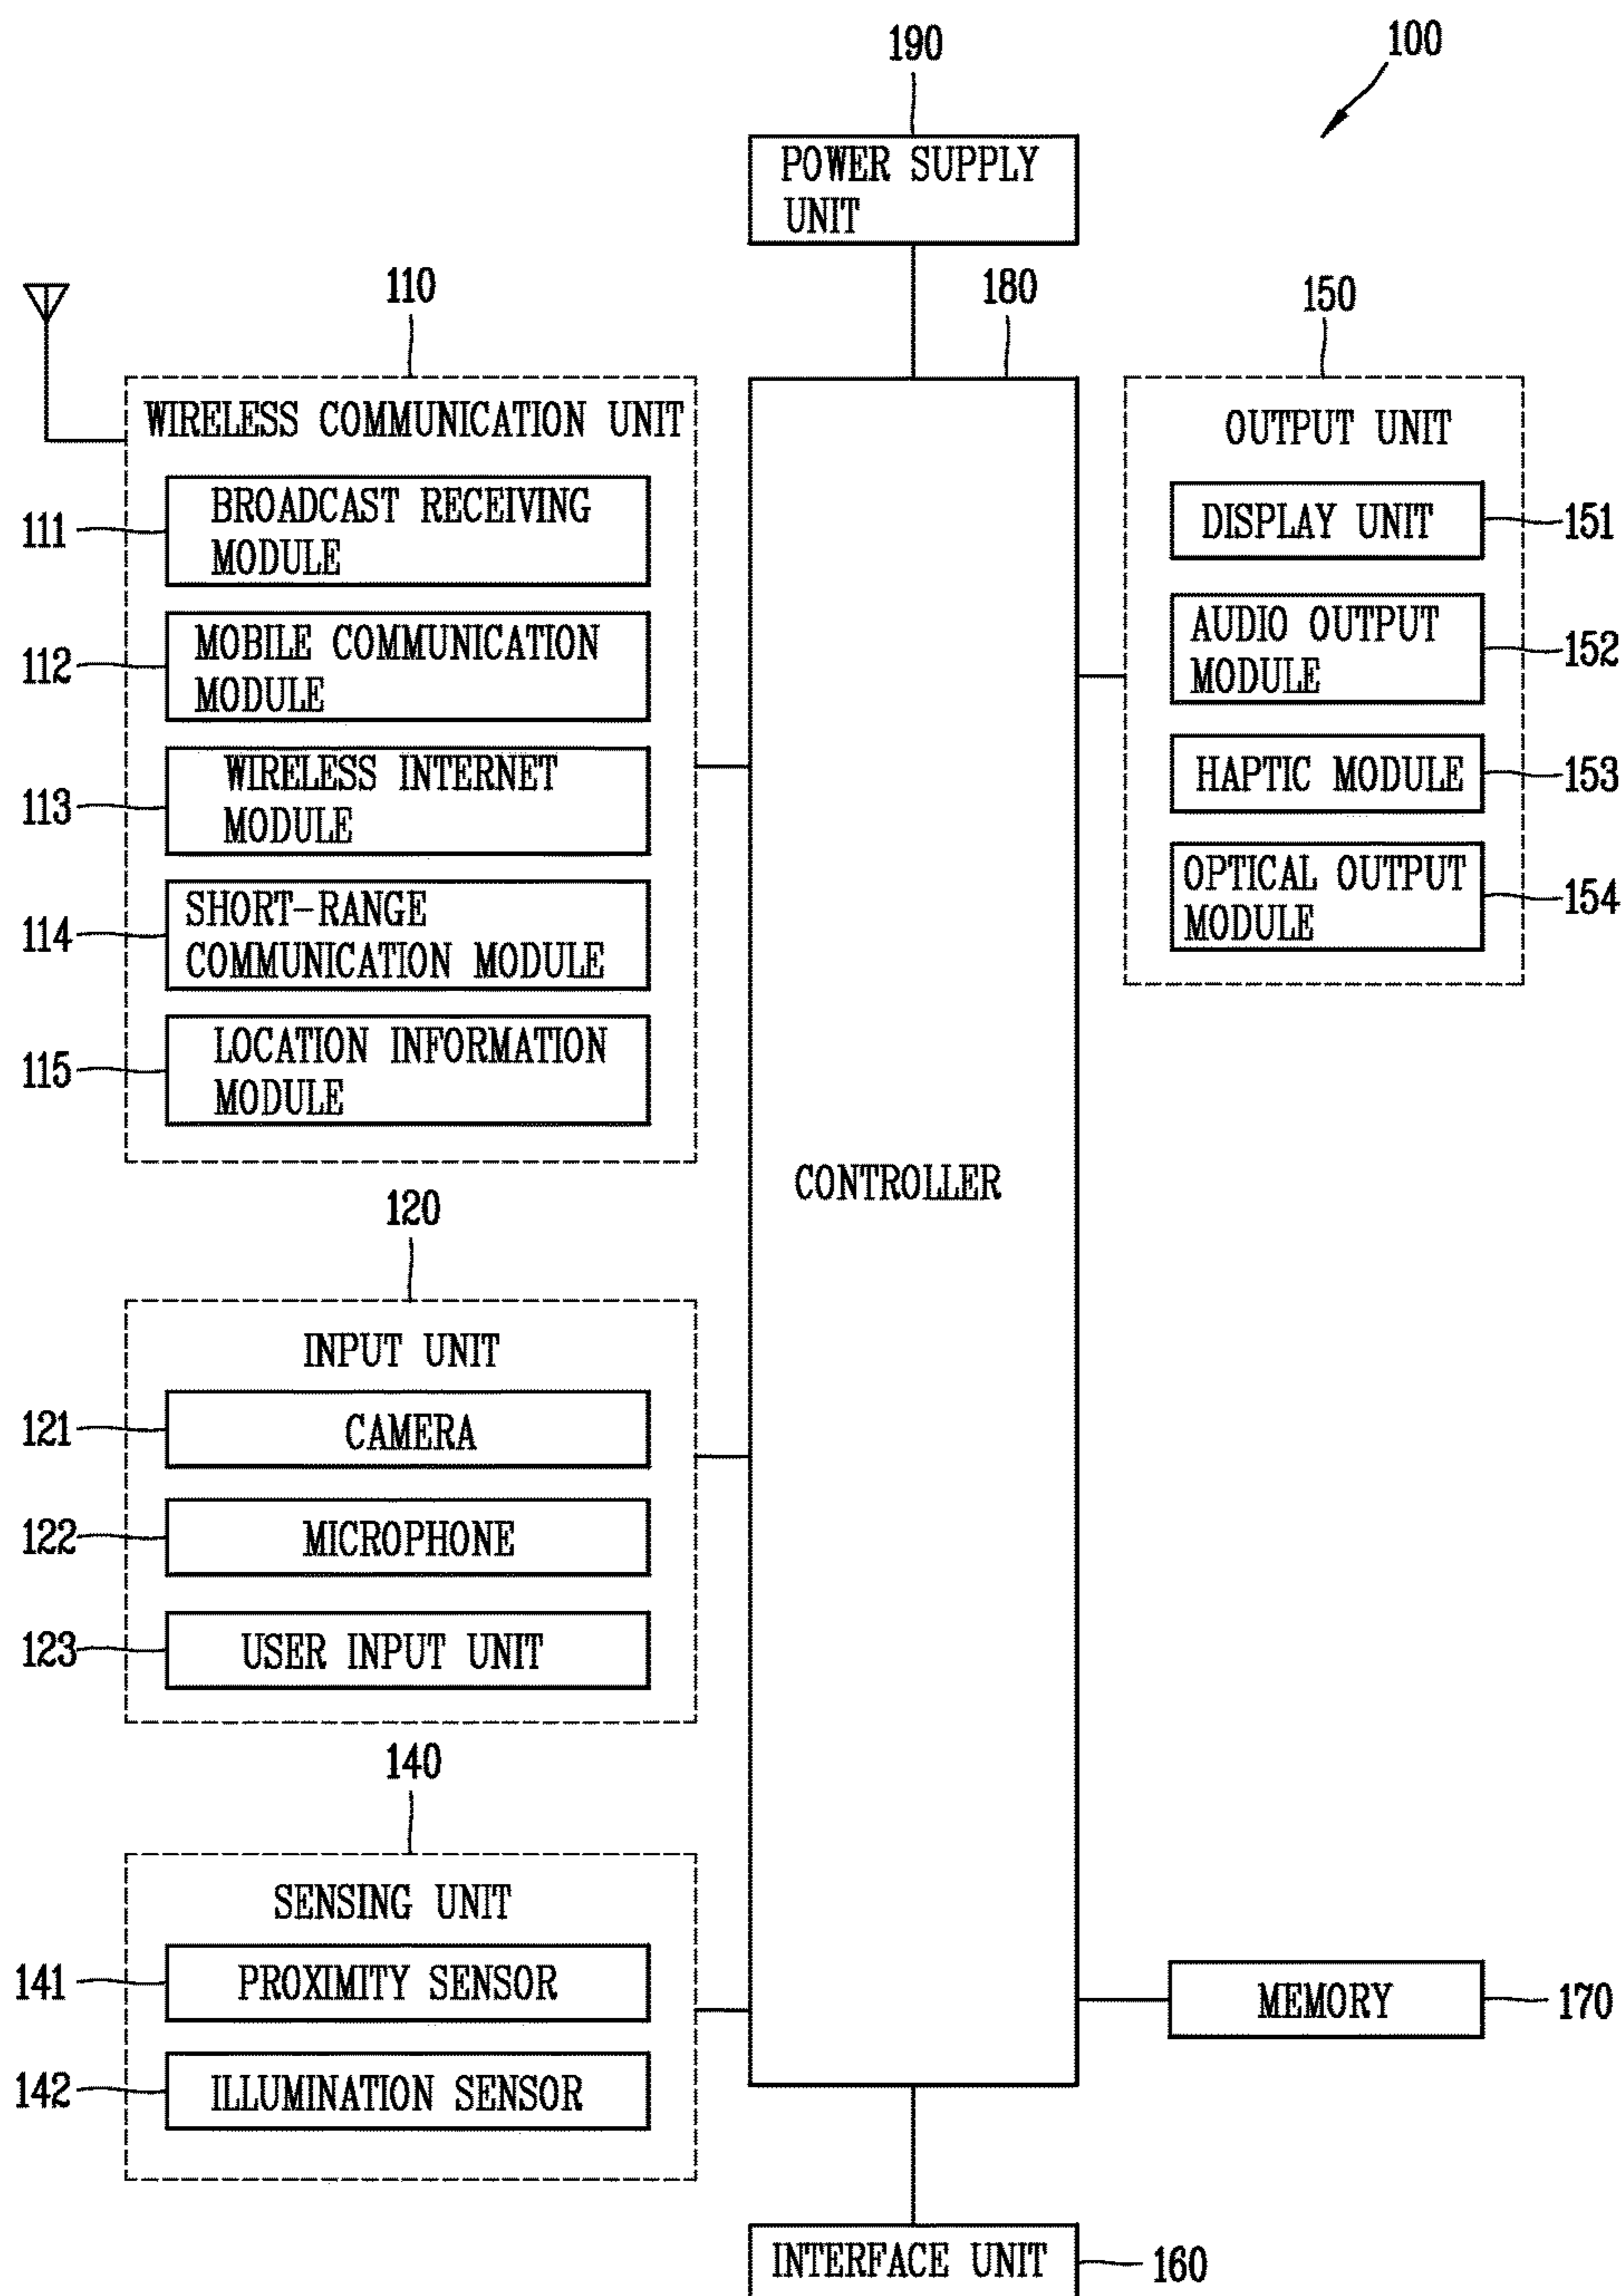 100
190
POWER SUPPLY
UNIT
110
WIRELESS COMMUNICATION UNIT
111
BROADCAST RECEIVING
MODULE
112
MOBILE COMMUNICATION
MODULE
113
WIRELESS INTERNET
MODULE
114
SHORT-RANGE
COMMUNICATION MODULE
115
LOCATION INFORMATION
MODULE
120
INPUT UNIT
121
CAMERA
122
MICROPHONE
123
USER INPUT UNIT
140
SENSING UNIT
141
PROXIMITY SENSOR
142
ILLUMINATION SENSOR
180
CONTROLLER
150
OUTPUT UNIT
DISPLAY UNIT
151
AUDIO OUTPUT
MODULE
152
HAPTIC MODULE
153
OPTICAL OUTPUT
MODULE
154
MEMORY
170
INTERFACE UNIT
160